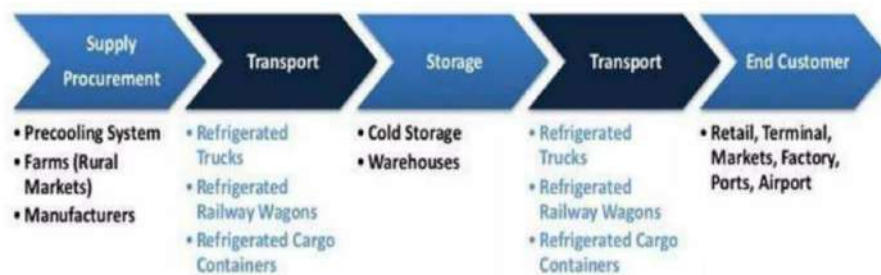 Supply
Procurement
Transport
Storage
Transport
End Customer
• Precooling System
• Farms (Rural
Markets)
• Manufacturers
• Refrigerated
Trucks
• Refrigerated
Railway Wagons
• Refrigerated Cargo
Containers
• Cold Storage
• Warehouses
• Refrigerated
Trucks
• Refrigerated
Railway Wagons
• Refrigerated Cargo
Containers
• Retail, Terminal,
Markets, Factory,
Ports, Airport